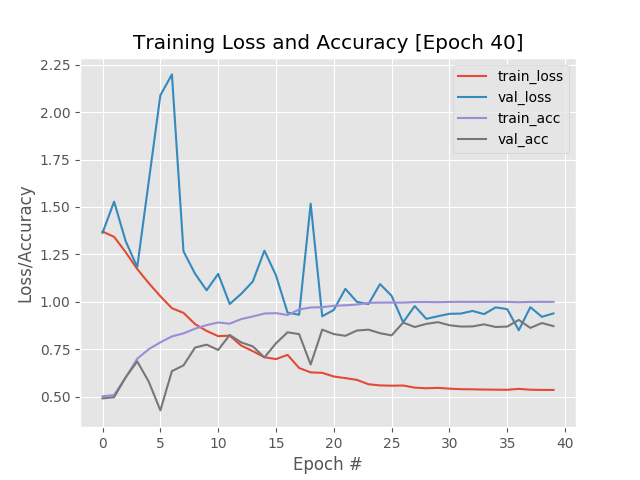 Training Loss and Accuracy [Epoch 40]
train_loss
val_loss
train_acc
val_acc
2.25
2.00
1.75
1.50
1.25
1.00
0.75
0.50
Loss/Accuracy
0 5 10 15 20 25 30 35 40
Epoch #